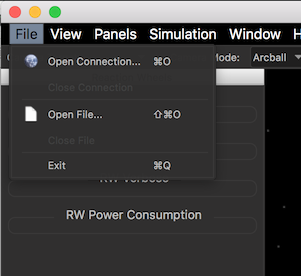 File View Panels Simulation Window H
Mode: Arcball
Open Connection... ⌘O
Close Connection
Open File... ⇧⌘O
Close File
Exit ⌘Q
RW Verbose
RW Power Consumption